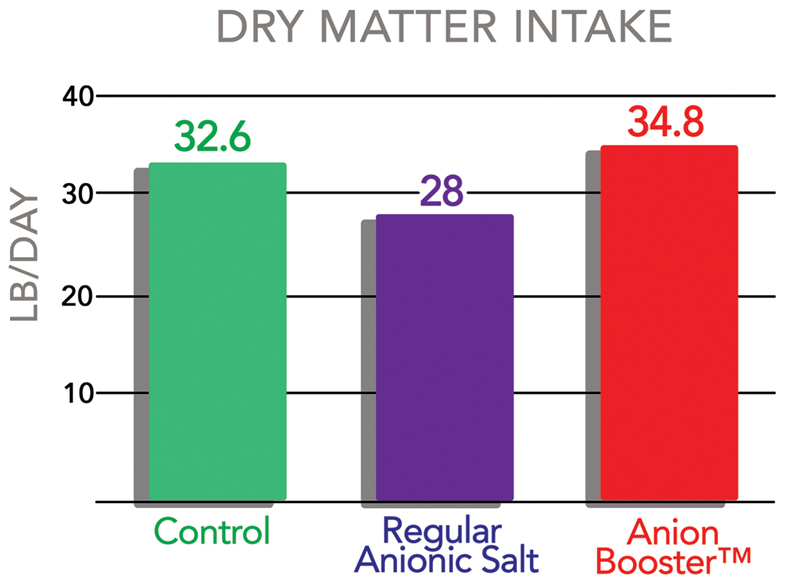 DRY MATTER INTAKE
LB/DAY
40
30
20
10
32.6
28
34.8
Control
Regular
Anionic Salt
Anion
Booster™